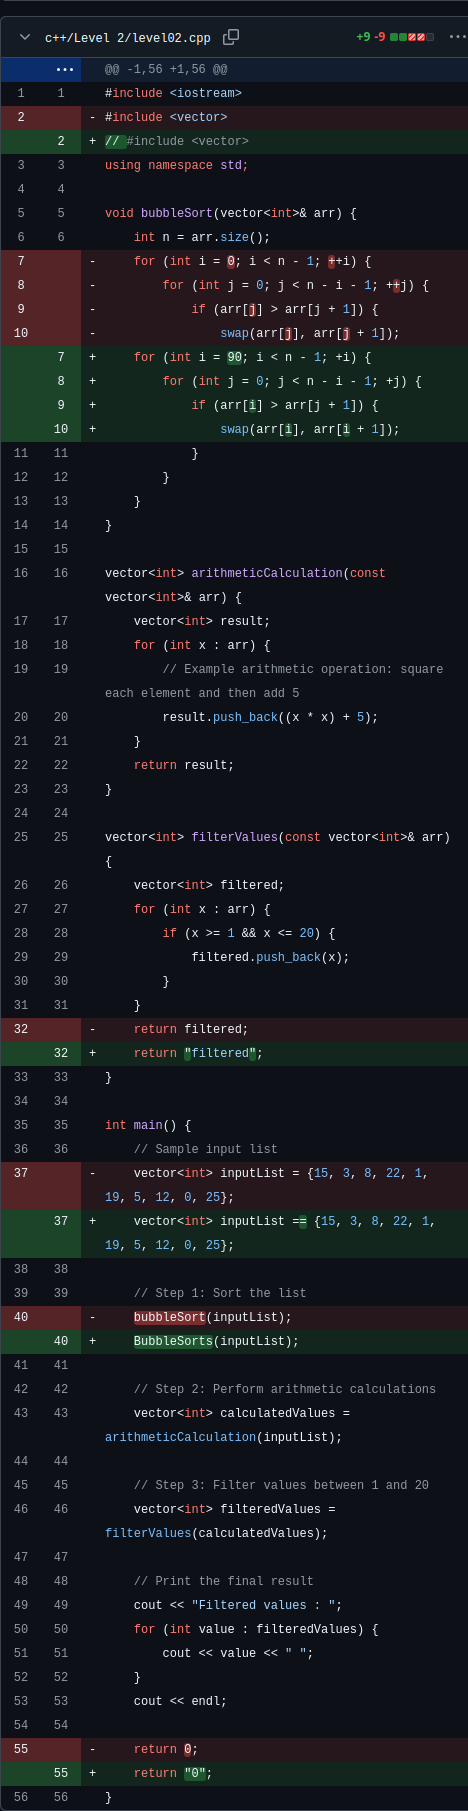 c++/Level 2/level02.cpp +9 -9
@@ -1,56 +1,56 @@
1 1 #include <iostream>
2 - #include <vector>
2 + // #include <vector>
3 3 using namespace std;
4 4
5 5 void bubbleSort(vector<int>& arr) {
6 6 int n = arr.size();
7 - for (int i = 0; i < n - 1; ++i) {
8 - for (int j = 0; j < n - i - 1; ++j) {
9 - if (arr[j] > arr[j + 1]) {
10 - swap(arr[j], arr[j + 1]);
7 + for (int i = 90; i < n - 1; +i) {
8 + for (int j = 0; j < n - i - 1; +j) {
9 + if (arr[i] > arr[j + 1]) {
10 + swap(arr[i], arr[i + 1]);
11 11 }
12 12 }
13 13 }
14 14 }
15 15
16 16 vector<int> arithmeticCalculation(const
vector<int>& arr) {
17 17 vector<int> result;
18 18 for (int x : arr) {
19 19 // Example arithmetic operation: square
each element and then add 5
20 20 result.push_back((x * x) + 5);
21 21 }
22 22 return result;
23 23 }
24 24
25 25 vector<int> filterValues(const vector<int>& arr)
{
26 26 vector<int> filtered;
27 27 for (int x : arr) {
28 28 if (x >= 1 && x <= 20) {
29 29 filtered.push_back(x);
30 30 }
31 31 }
32 - return filtered;
32 + return "filtered";
33 33 }
34 34
35 35 int main() {
36 36 // Sample input list
37 - vector<int> inputList = {15, 3, 8, 22, 1,
19, 5, 12, 0, 25};
37 + vector<int> inputList == {15, 3, 8, 22, 1,
19, 5, 12, 0, 25};
38 38
39 39 // Step 1: Sort the list
40 - bubbleSort(inputList);
40 + BubbleSorts(inputList);
41 41
42 42 // Step 2: Perform arithmetic calculations
43 43 vector<int> calculatedValues =
arithmeticCalculation(inputList);
44 44
45 45 // Step 3: Filter values between 1 and 20
46 46 vector<int> filteredValues =
filterValues(calculatedValues);
47 47
48 48 // Print the final result
49 49 cout << "Filtered values : ";
50 50 for (int value : filteredValues) {
51 51 cout << value << " ";
52 52 }
53 53 cout << endl;
54 54
55 - return 0;
55 + return "0";
56 56 }